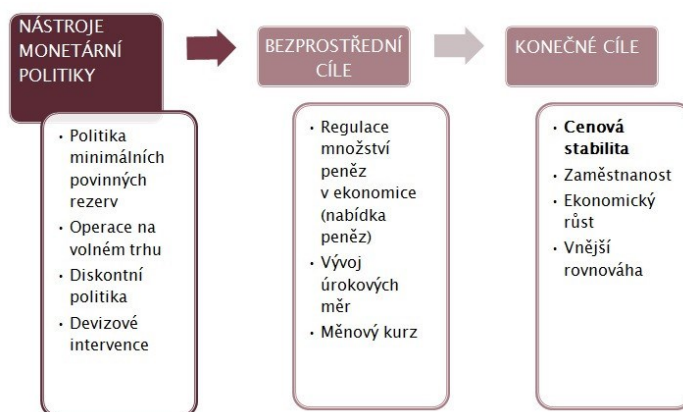 NÁSTROJE
MONETÁRNÍ
POLITIKY
• Politika
minimálních
povinných
rezerv
• Operace na
volném trhu
• Diskontní
politika
• Devizové
intervence
BEZPROSTŘEDNÍ
CÍLE
• Regulace
množství
peněz
v ekonomice
(nabídka
peněz)
• Vývoj
úrokových
měr
• Měnový kurz
KONEČNÉ CÍLE
• Cenová
stabilita
• Zaměstnanost
• Ekonomický
růst
• Vnější
rovnováha